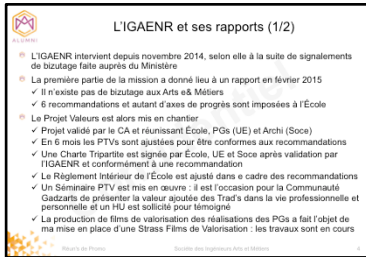 L'IGAENR et ses rapports (1/2)
ALUMNI
L'IGAENR intervient depuis novembre 2014, selon elle à la suite de signalements
de bizutage faite auprès du Ministère
La première partie de la mission a donné lieu à un rapport en février 2015
✓ Il n'existe pas de bizutage aux Arts e& Métiers
✓ 6 recommandations et autant d'axes de progrès sont imposées à l'École
Le Projet Valeurs est alors mis en chantier
✓ Projet validé par le CA et réunissant École, PGs (UE) et Archi (Soce)
✓ En 6 mois les PTVs sont ajustées pour être conformes aux recommandations
✓ Une Charte Tripartite est signée par École, UE et Soce après validation par
l'IGAENR et conformément à une recommandation
✓ Le Règlement Intérieur de l'École est ajusté dans e cadre des recommandations
✓ Un Séminaire PTV est mis en œuvre : il est l'occasion pour la Communauté
Gadzarts de présenter la valeur ajoutée des Trad's dans la vie professionnelle et
personnelle et un HU est sollicité pour témoigné
✓ La production de films de valorisation des réalisations des PGs a fait l'objet de
ma mise en place d'une Strass Films de Valorisation : les travaux sont en cours
Réun's de Promo
Société des Ingénieurs Arts et Métiers
4